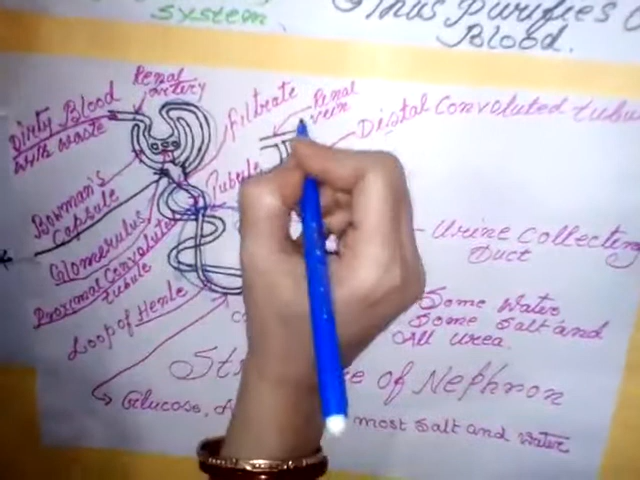 system
Thus Purifies
Blood.
Renal
artery
Dirty Blood
with waste
Filtrate
Renal
vein
Distal Convoluted tubu
Tubule
Bowman's
Capsule
Glomerulus
Proximal Convoluted
tubule
Loop of Henle
Urine Collecting
Duct
Some Water
Some Salt and
All Urea.
St e of Nephron
Glucose, A most Salt and Water